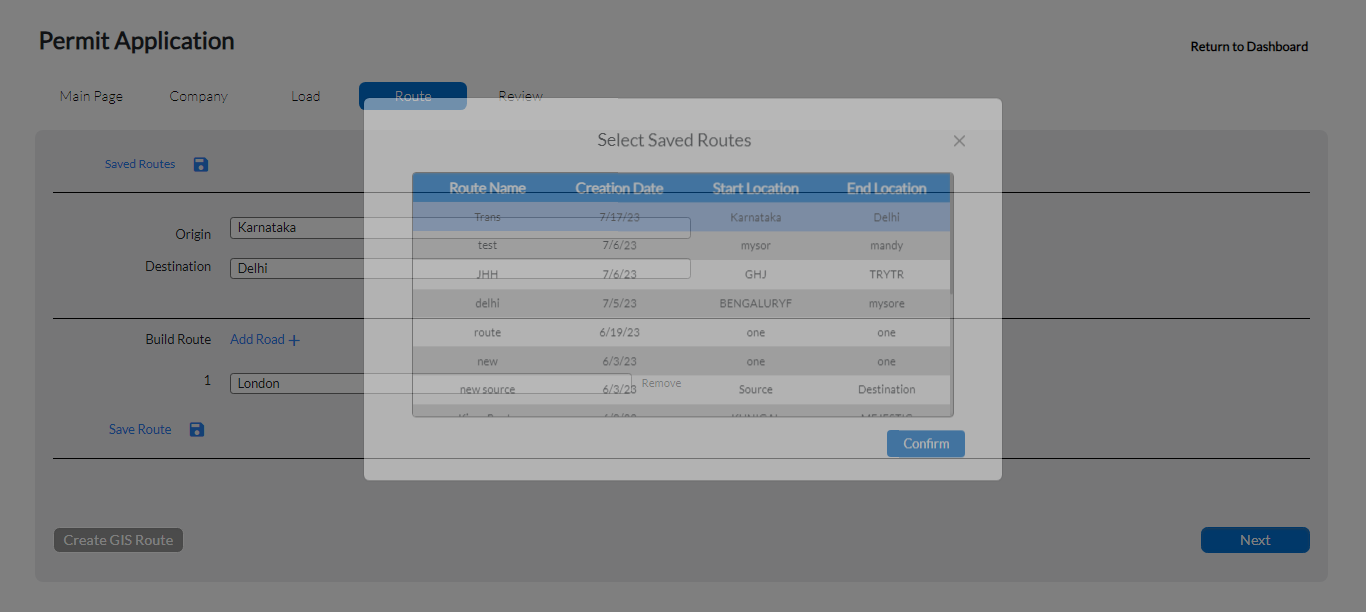 Permit Application
Return to Dashboard
Main Page Company Load Route Review
Select Saved Routes
Saved Routes
Route Name Creation Date Start Location End Location
Trans 7/17/23 Karnataka Delhi
test 7/6/23 mysor mandy
JHH 7/6/23 GHJ TRYTR
delhi 7/5/23 BENGALURYF mysore
route 6/19/23 one one
new 6/3/23 one one
new source 6/3/23 Source Destination
Confirm
Origin Karnataka
Destination Delhi
Build Route Add Road +
1 London Remove
Save Route
Create GIS Route
Next